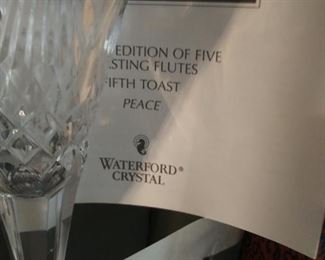 EDITION OF FIVE
STING FLUTES
FIFTH TOAST
PEACE
WATERFORD®
CRYSTAL